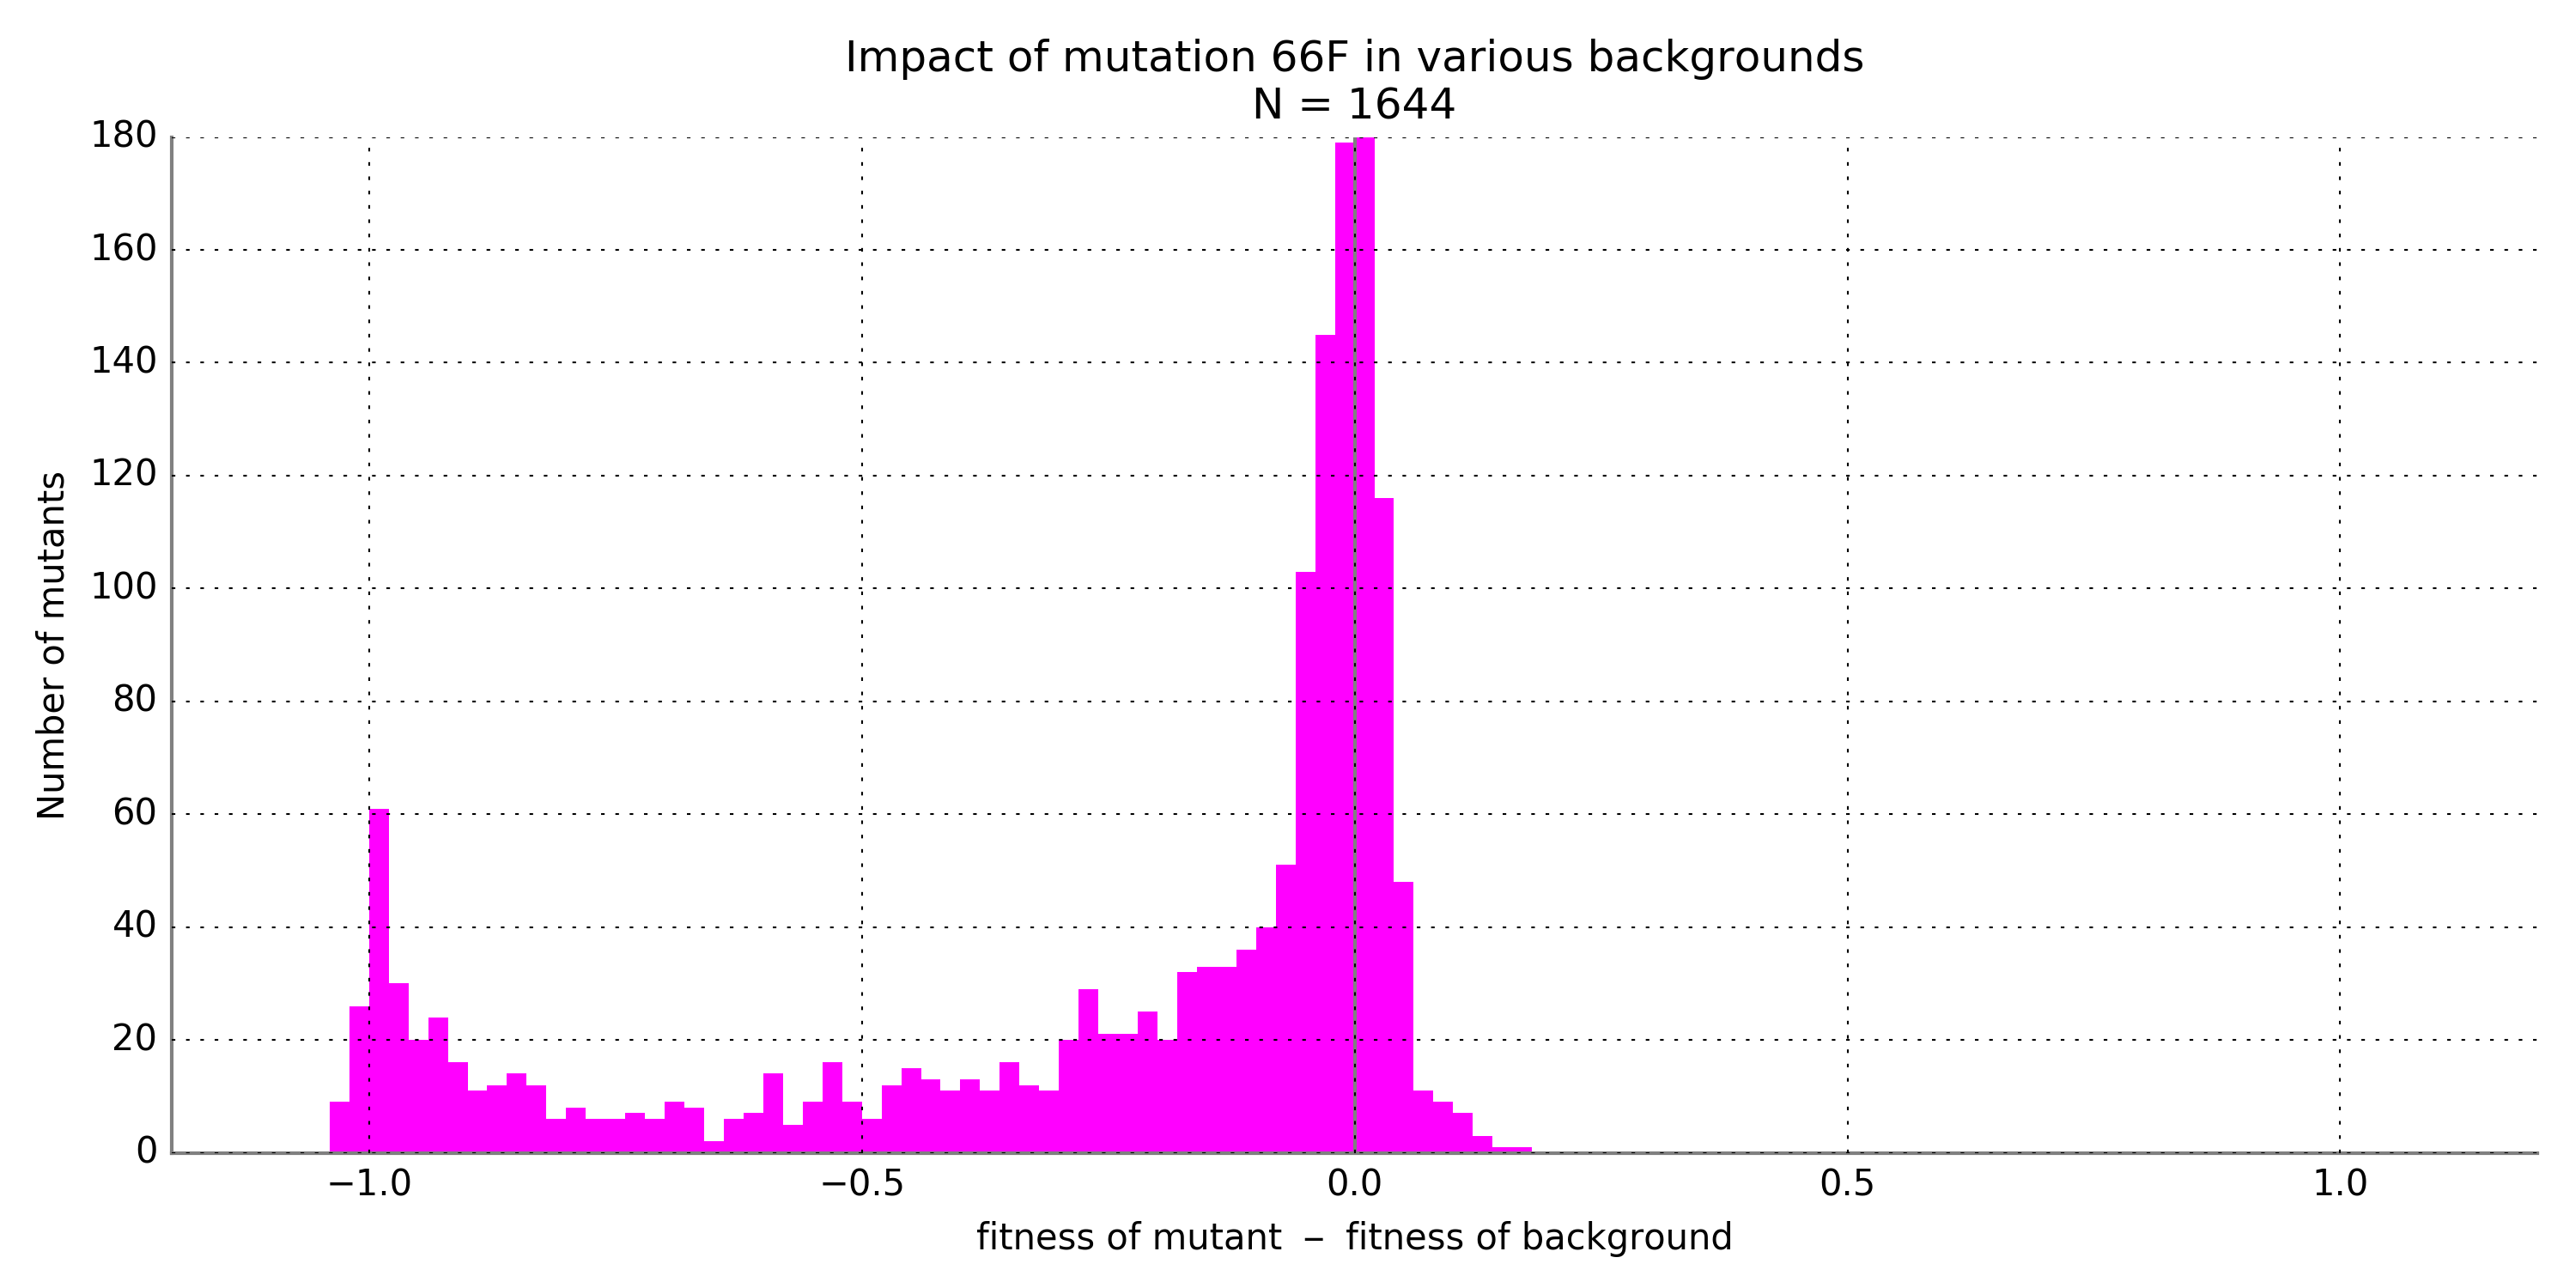 Impact of mutation 66F in various backgrounds
N = 1644
180
160
140
120
100
80
60
40
20
0
Number of mutants
−1.0 −0.5 0.0 0.5 1.0
fitness of mutant – fitness of background